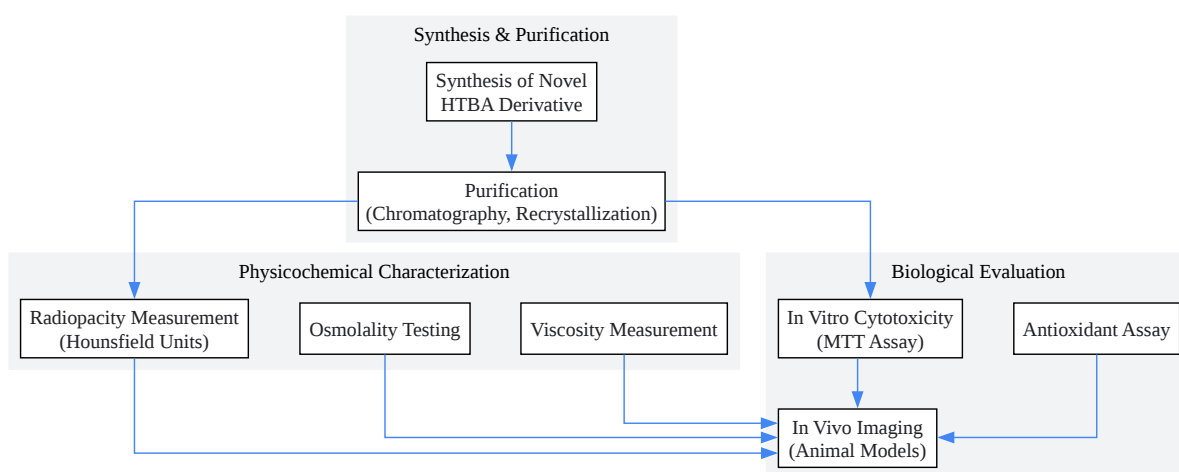 Synthesis & Purification
Synthesis of Novel
HTBA Derivative
Purification
(Chromatography, Recrystallization)
Physicochemical Characterization
Radiopacity Measurement
(Hounsfield Units)
Osmolality Testing
Viscosity Measurement
Biological Evaluation
In Vitro Cytotoxicity
(MTT Assay)
Antioxidant Assay
In Vivo Imaging
(Animal Models)